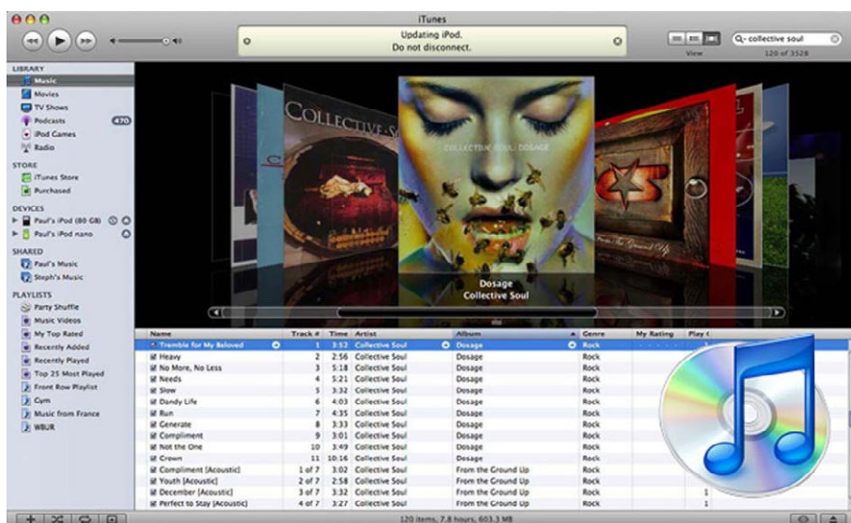 iTunes
Updating iPod.
Do not disconnect.
View
collective soul
120 of 3528
LIBRARY
Music
Movies
TV Shows
Podcasts 470
iPod Games
Radio
STORE
iTunes Store
Purchased
DEVICES
Paul's iPod (80 GB)
Paul's iPod nano
SHARED
Paul's Music
Steph's Music
PLAYLISTS
Party Shuffle
Music Videos
My Top Rated
Recently Added
Recently Played
Top 25 Most Played
Front Row Playlist
Gym
Music from France
WBUR
COLLECTIVE SOUL
COLLECTIVE SOUL: DOSAGE
From the Ground Up
Dosage
Collective Soul
Name Track # Time Artist Album Genre My Rating Play C
Tremble for My Beloved 1 3:52 Collective Soul Dosage Rock 1
Heavy 2 2:56 Collective Soul Dosage Rock
No More, No Less 3 5:18 Collective Soul Dosage Rock
Needs 4 5:21 Collective Soul Dosage Rock
Slow 5 3:32 Collective Soul Dosage Rock
Dandy Life 6 4:03 Collective Soul Dosage Rock
Run 7 4:35 Collective Soul Dosage Rock
Generate 8 3:33 Collective Soul Dosage Rock
Compliment 9 3:01 Collective Soul Dosage Rock
Not the One 10 3:49 Collective Soul Dosage Rock
Crown 11 10:16 Collective Soul Dosage Rock
Compliment [Acoustic] 1 of 7 3:02 Collective Soul From the Ground Up Rock
Youth [Acoustic] 2 of 7 2:58 Collective Soul From the Ground Up Rock
December [Acoustic] 3 of 7 3:32 Collective Soul From the Ground Up Rock 1
Perfect to Stay [Acoustic] 4 of 7 3:27 Collective Soul From the Ground Up Rock 1
120 items, 7.8 hours, 603.3 MB